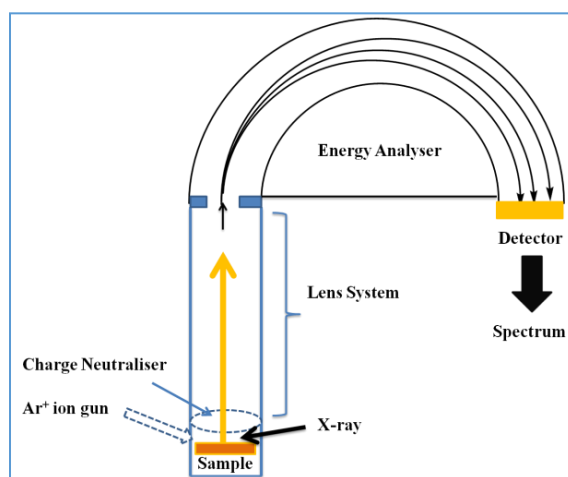 Energy Analyser
Detector
Lens System
Spectrum
Charge Neutraliser
Ar⁺ ion gun
X-ray
Sample